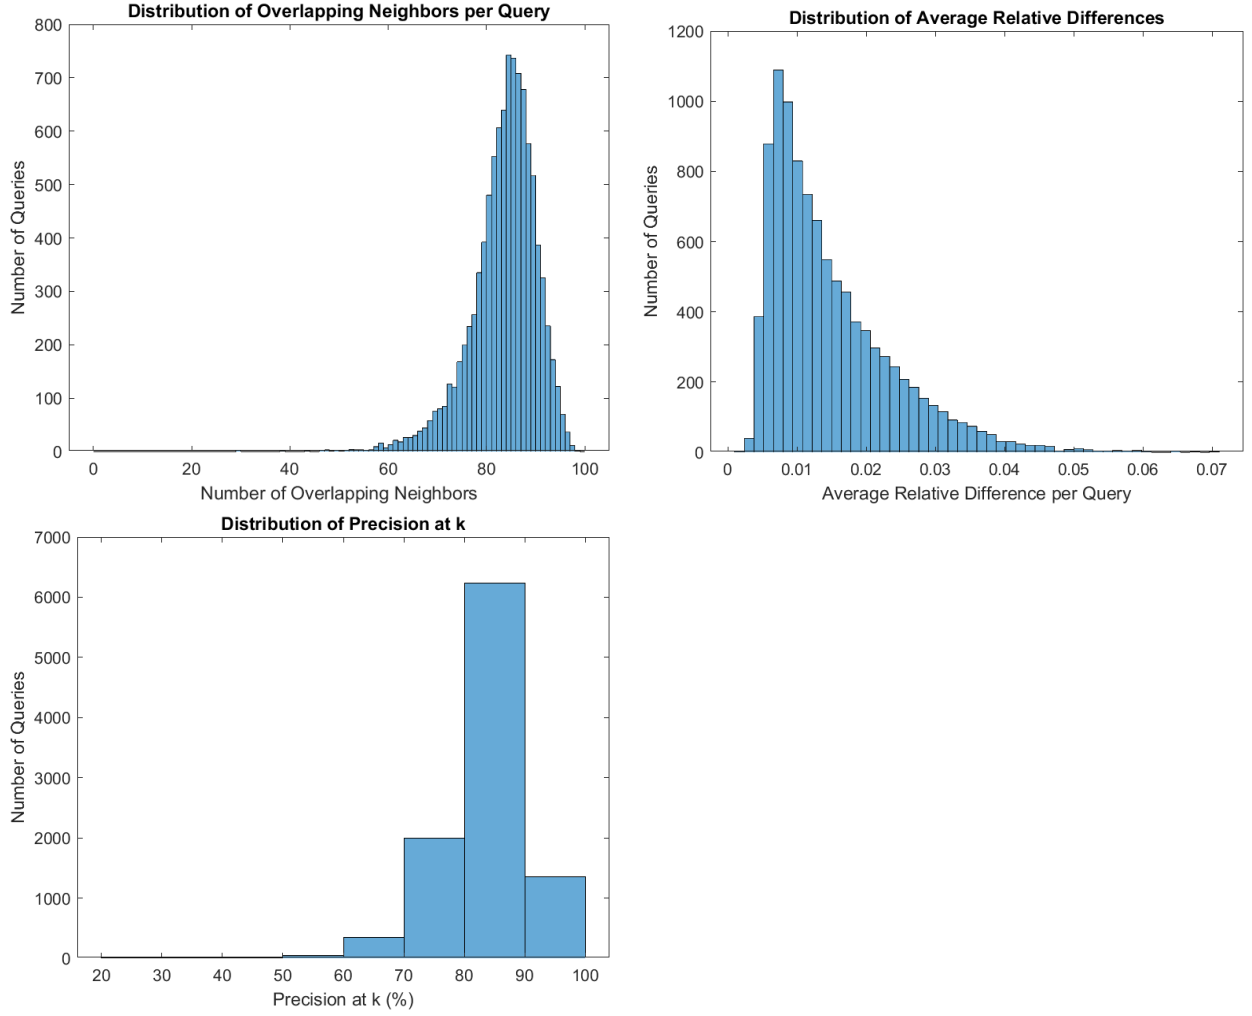 Distribution of Overlapping Neighbors per Query
800
700
600
500
400
300
200
100
0
Number of Queries
0 20 40 60 80 100
Number of Overlapping Neighbors
Distribution of Average Relative Differences
1200
1000
800
600
400
200
0
Number of Queries
0 0.01 0.02 0.03 0.04 0.05 0.06 0.07
Average Relative Difference per Query
Distribution of Precision at k
7000
6000
5000
4000
3000
2000
1000
0
Number of Queries
20 30 40 50 60 70 80 90 100
Precision at k (%)